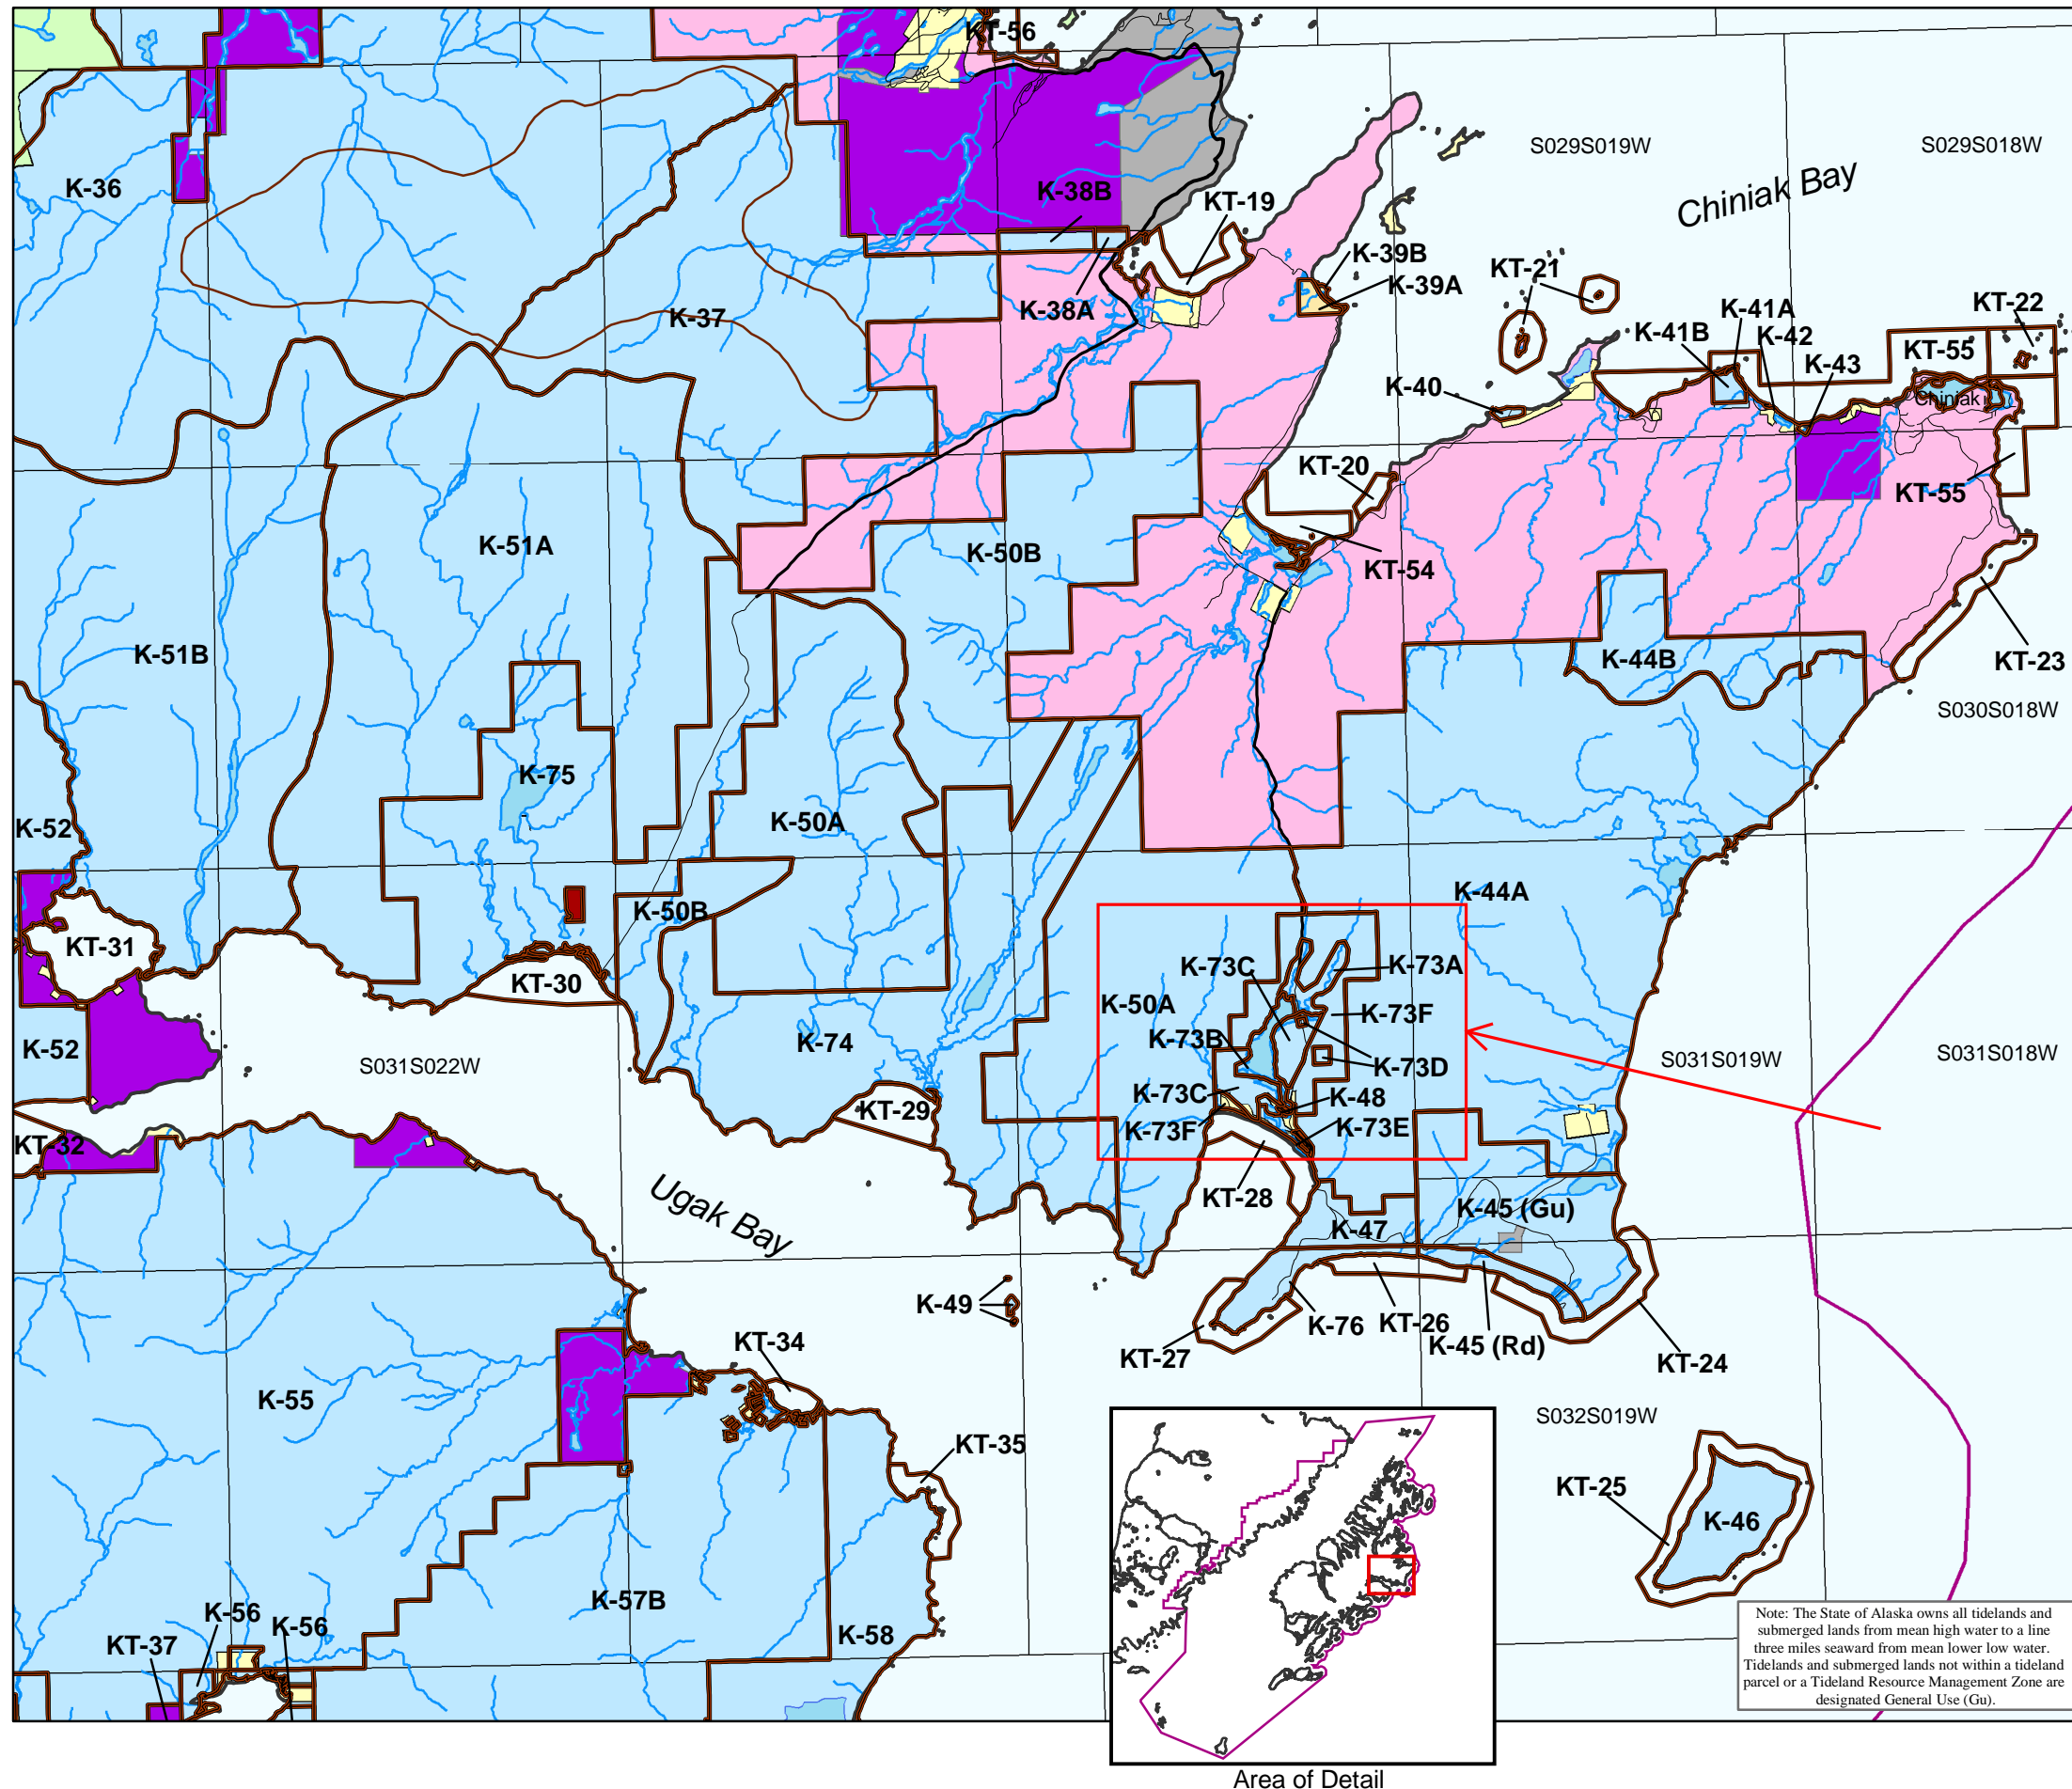 KT-56
S029S019W
S029S018W
Chiniak Bay
K-36
K-38B
KT-19
K-39B
K-39A
KT-21
K-38A
K-37
K-41A
KT-22
K-41B
K-42
KT-55
K-43
K-40
Chiniak
KT-20
KT-55
K-51A
K-50B
KT-54
K-51B
K-44B
KT-23
S030S018W
K-75
K-52
K-50A
K-44A
K-50B
KT-31
K-73C
K-73A
KT-30
K-50A
K-73F
K-52
K-74
K-73B
S031S022W
K-73D
S031S019W
S031S018W
K-73C
K-48
KT-29
K-73F
K-73E
KT-32
KT-28
K-45 (Gu)
Ugak Bay
K-47
K-49
K-76
KT-26
K-45 (Rd)
KT-27
KT-24
KT-34
K-55
S032S019W
KT-35
KT-25
K-46
K-57B
K-56
K-56
K-58
KT-37
Note: The State of Alaska owns all tidelands and
submerged lands from mean high water to a line
three miles seaward from mean lower low water.
Tidelands and submerged lands not within a tideland
parcel or a Tideland Resource Management Zone are
designated General Use (Gu).
Area of Detail